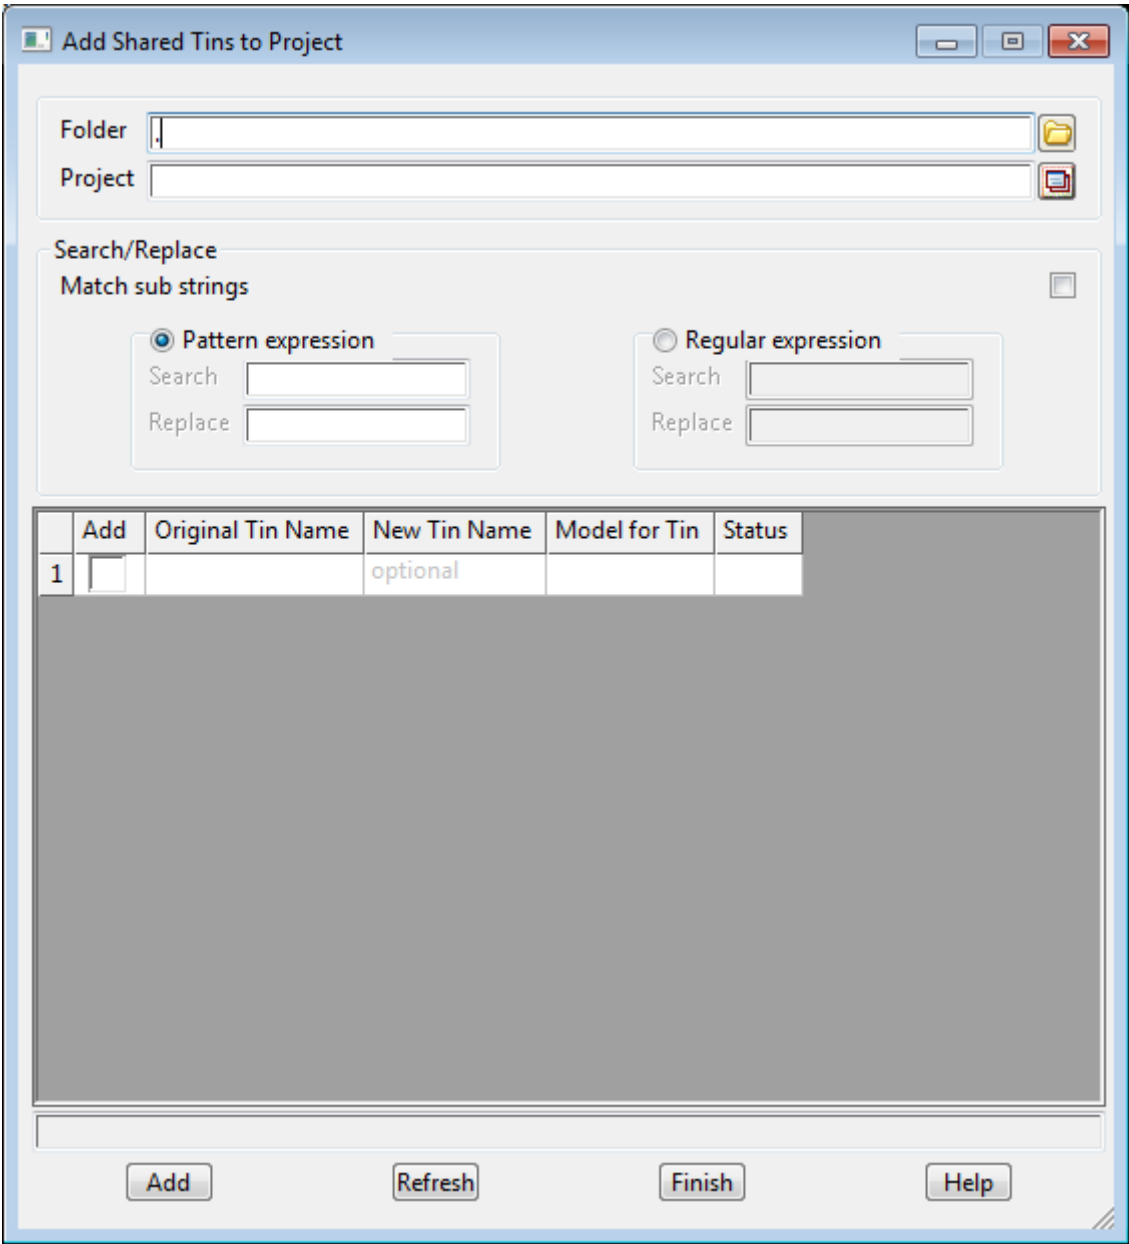 Add Shared Tins to Project
Folder .
Project
Search/Replace
Match sub strings
Pattern expression Regular expression
Search Search
Replace Replace
Add Original Tin Name New Tin Name Model for Tin Status
1 optional
Add Refresh Finish Help